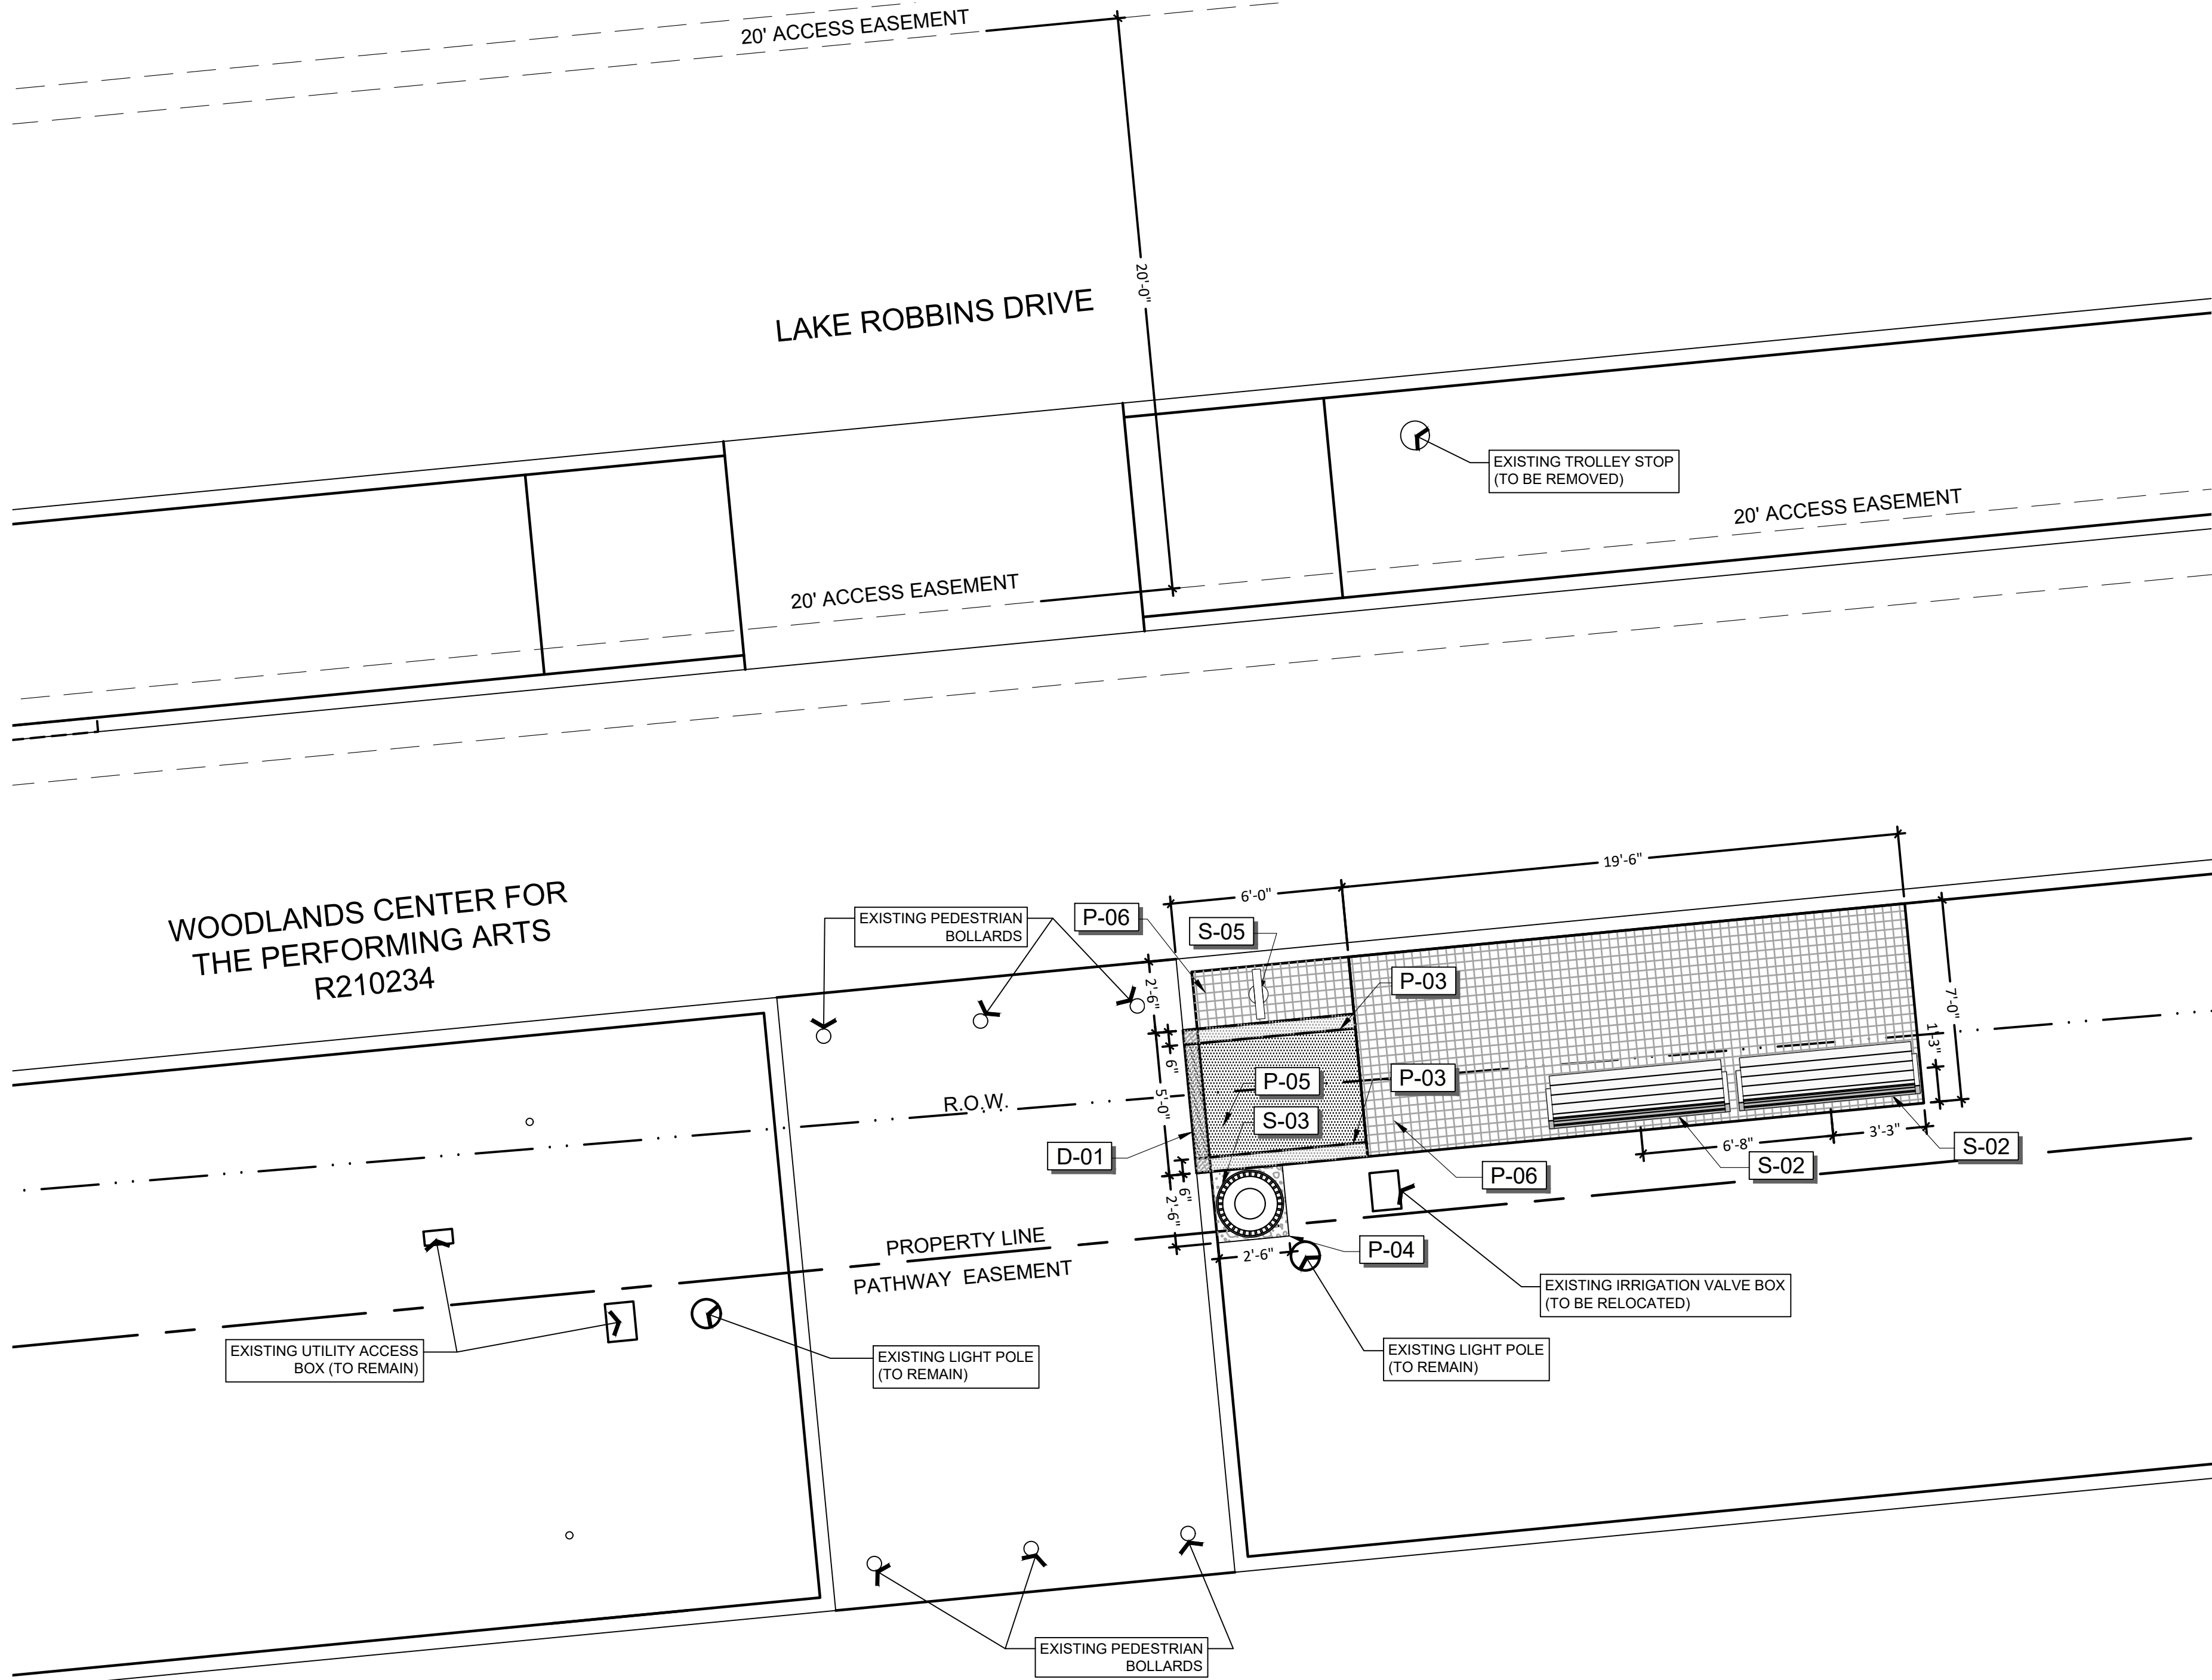 20' ACCESS EASEMENT
20'-0"
LAKE ROBBINS DRIVE
EXISTING TROLLEY STOP
(TO BE REMOVED)
20' ACCESS EASEMENT
20' ACCESS EASEMENT
WOODLANDS CENTER FOR
THE PERFORMING ARTS
R210234
19'-6"
6'-0"
EXISTING PEDESTRIAN
BOLLARDS
P-06
S-05
P-03
2'-6"
7'-0"
1'-3"
6"
P-05
P-03
5'-0"
R.O.W.
S-03
D-01
6'-8"
3'-3"
S-02
S-02
P-06
6"
2'-6"
PROPERTY LINE
PATHWAY EASEMENT
2'-6"
P-04
EXISTING IRRIGATION VALVE BOX
(TO BE RELOCATED)
EXISTING UTILITY ACCESS
BOX (TO REMAIN)
EXISTING LIGHT POLE
(TO REMAIN)
EXISTING LIGHT POLE
(TO REMAIN)
EXISTING PEDESTRIAN
BOLLARDS